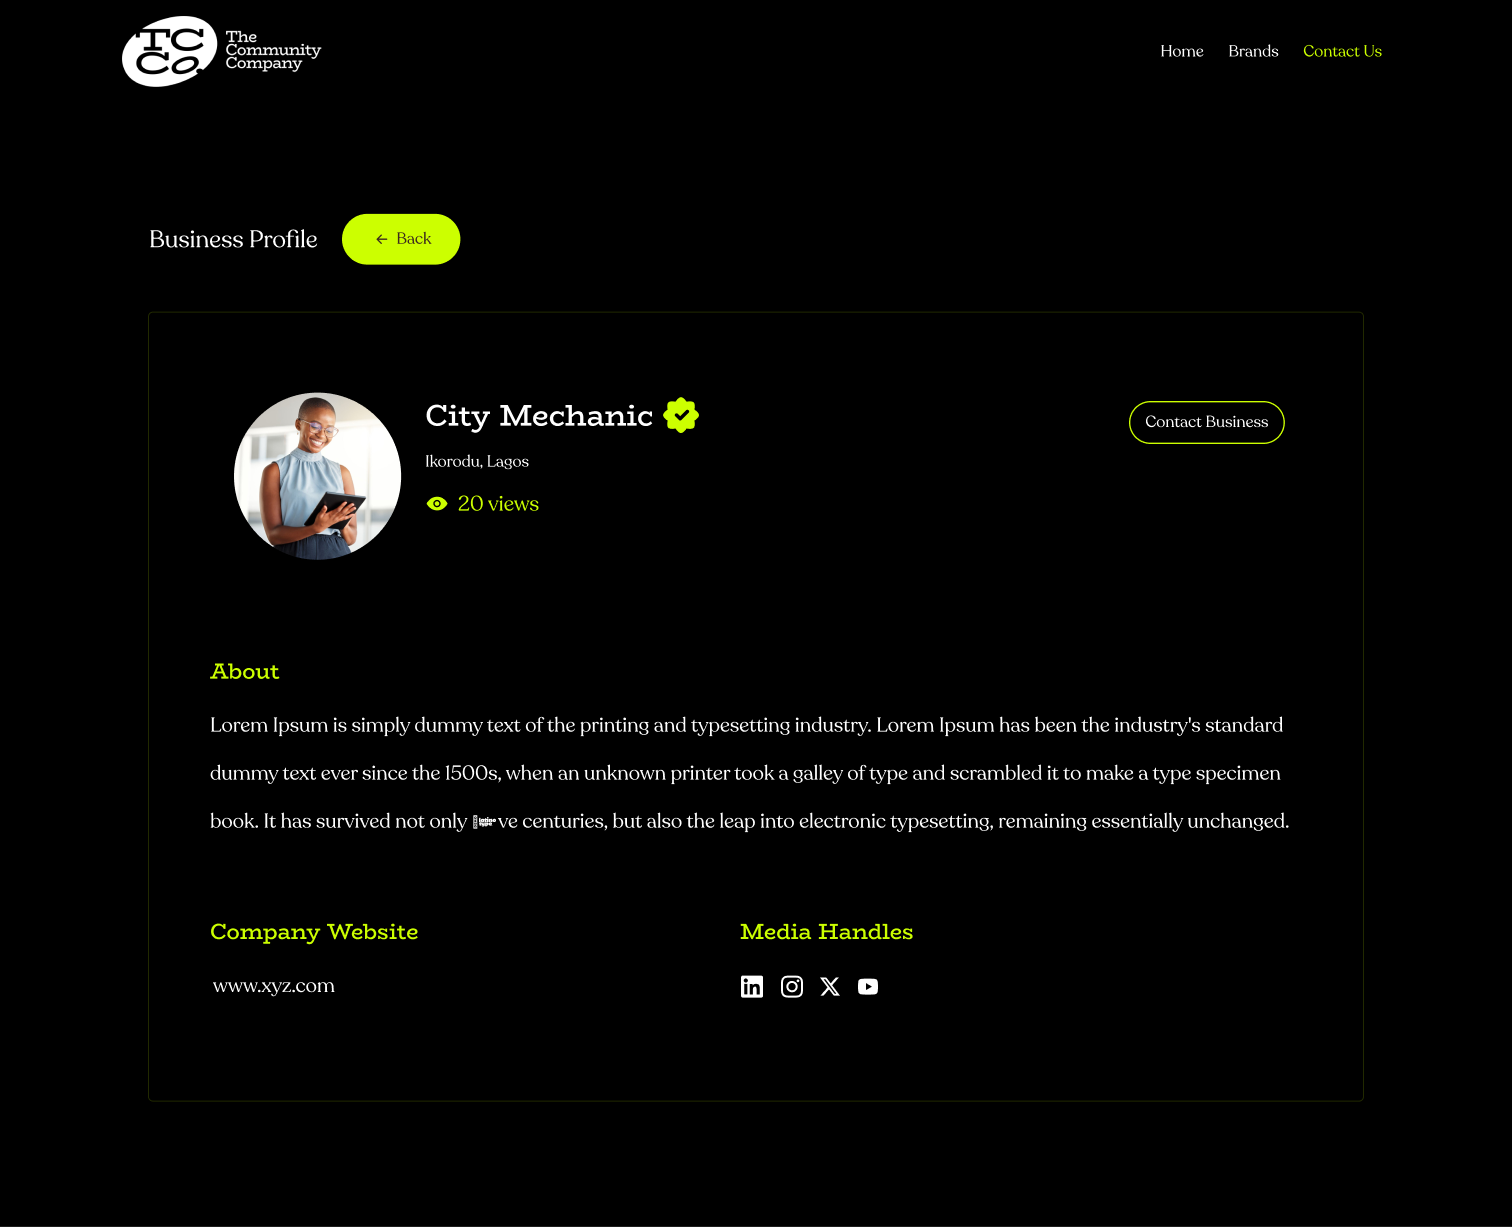 TC
Co.
The
Community
Company
Home Brands Contact Us
Business Profile
← Back
City Mechanic
Contact Business
Ikorodu, Lagos
20 views
About
Lorem Ipsum is simply dummy text of the printing and typesetting industry. Lorem Ipsum has been the industry's standard
dummy text ever since the 1500s, when an unknown printer took a galley of type and scrambled it to make a type specimen
book. It has survived not only ve centuries, but also the leap into electronic typesetting, remaining essentially unchanged.
Company Website
Media Handles
www.xyz.com
in